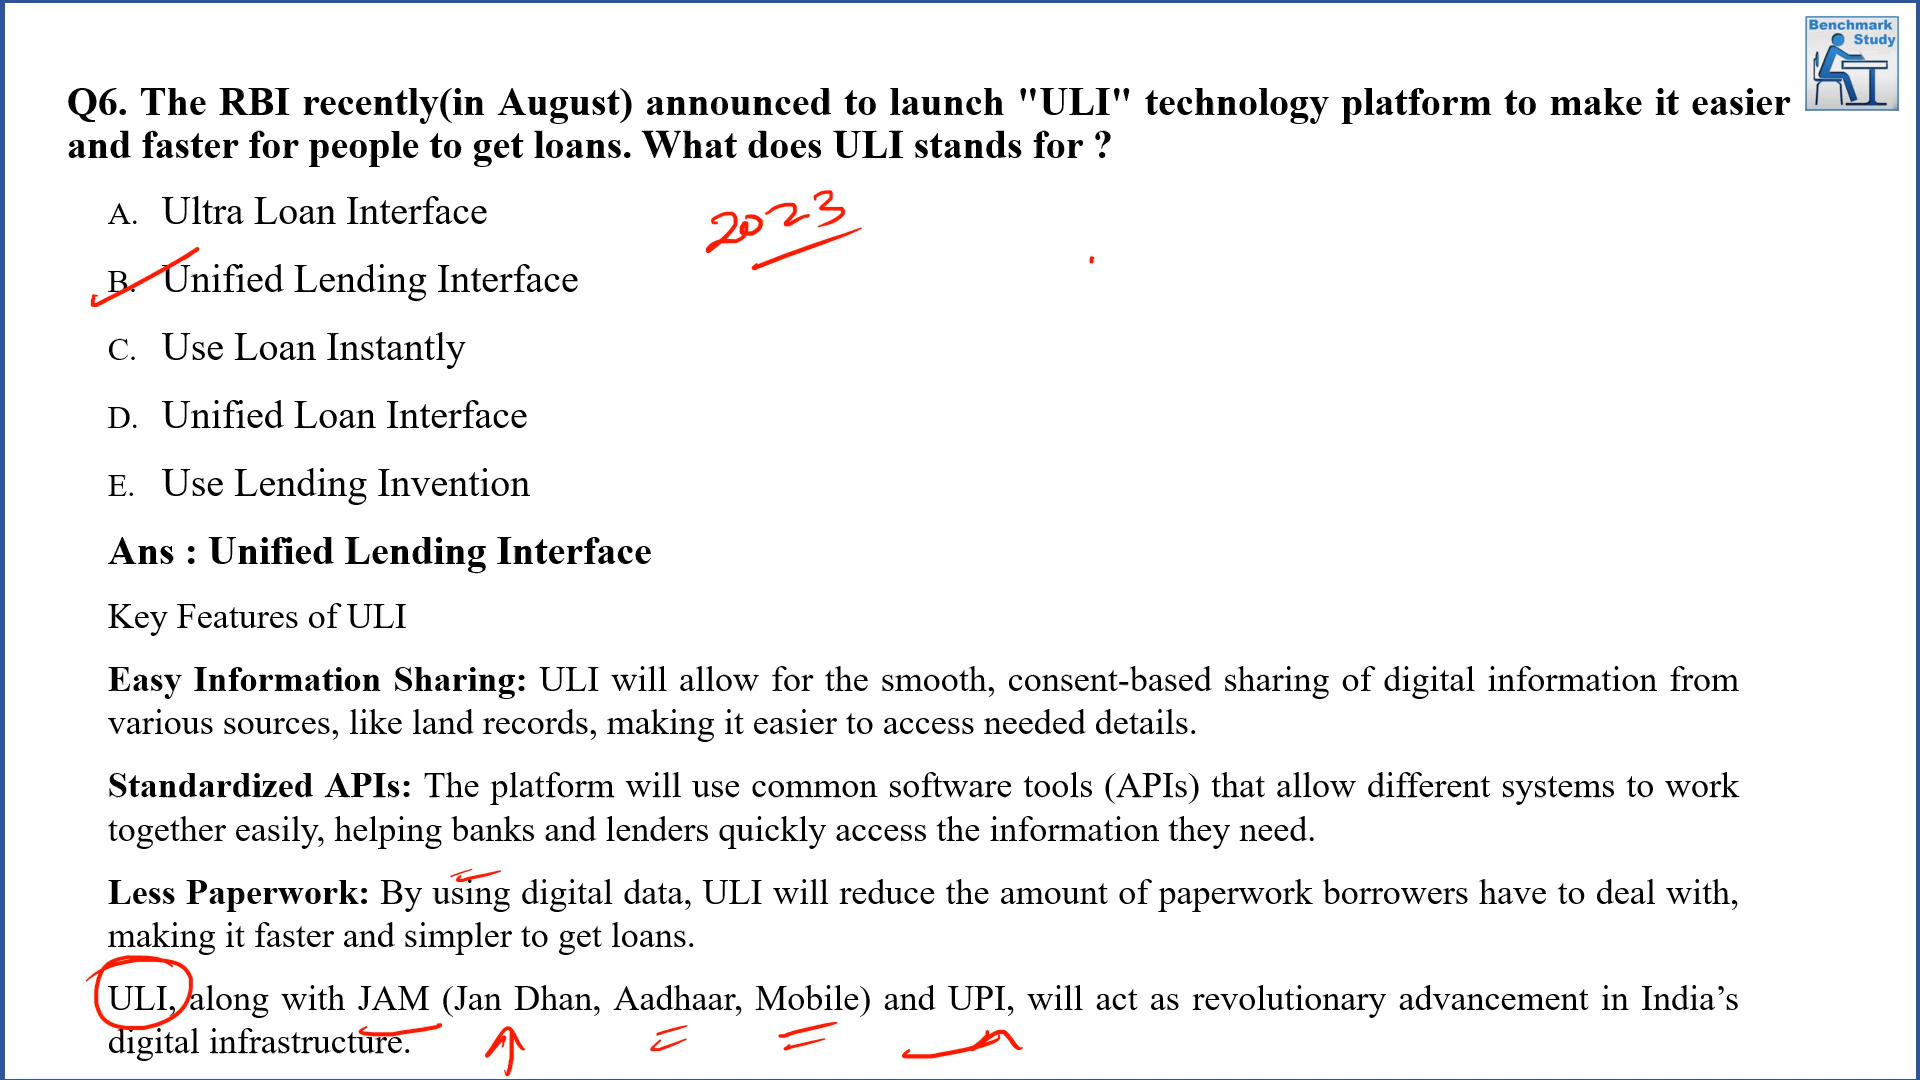 Benchmark
Study
Q6. The RBI recently(in August) announced to launch "ULI" technology platform to make it easier
and faster for people to get loans. What does ULI stands for ?
A. Ultra Loan Interface
2023
B. Unified Lending Interface
C. Use Loan Instantly
D. Unified Loan Interface
E. Use Lending Invention
Ans : Unified Lending Interface
Key Features of ULI
Easy Information Sharing: ULI will allow for the smooth, consent-based sharing of digital information from
various sources, like land records, making it easier to access needed details.
Standardized APIs: The platform will use common software tools (APIs) that allow different systems to work
together easily, helping banks and lenders quickly access the information they need.
Less Paperwork: By using digital data, ULI will reduce the amount of paperwork borrowers have to deal with,
making it faster and simpler to get loans.
ULI, along with JAM (Jan Dhan, Aadhaar, Mobile) and UPI, will act as revolutionary advancement in India’s
digital infrastructure.